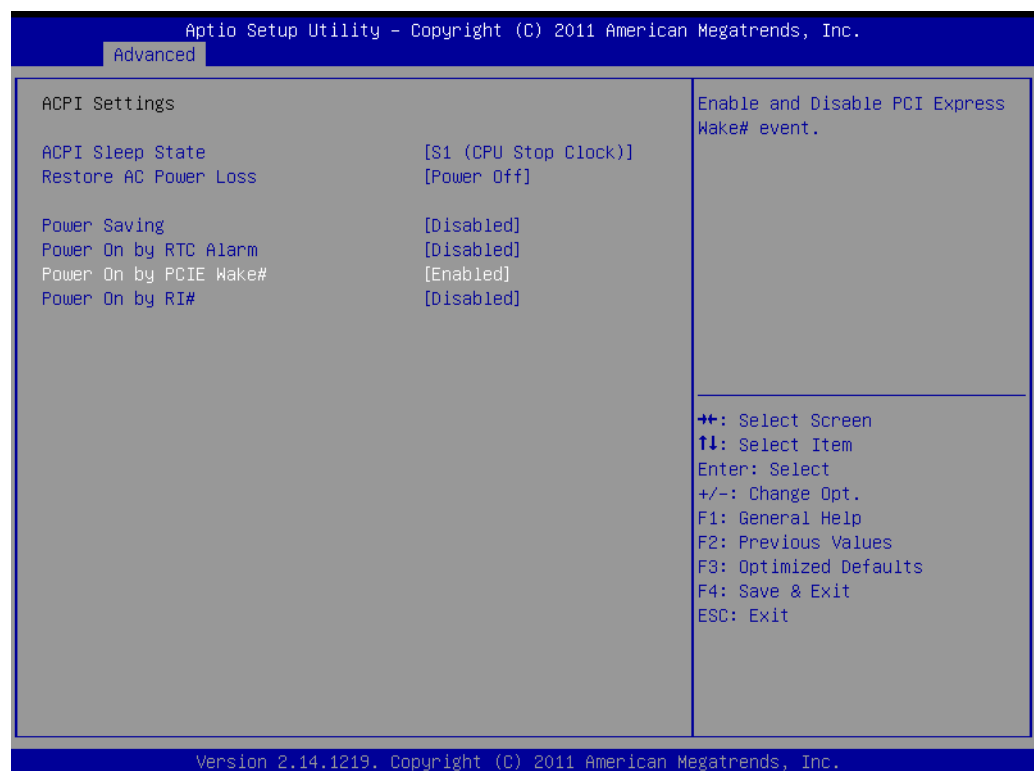 Aptio Setup Utility – Copyright (C) 2011 American Megatrends, Inc.
Advanced
ACPI Settings
ACPI Sleep State [S1 (CPU Stop Clock)]
Restore AC Power Loss [Power Off]
Power Saving [Disabled]
Power On by RTC Alarm [Disabled]
Power On by PCIE Wake# [Enabled]
Power On by RI# [Disabled]
Enable and Disable PCI Express
Wake# event.
→←: Select Screen
↑↓: Select Item
Enter: Select
+/-: Change Opt.
F1: General Help
F2: Previous Values
F3: Optimized Defaults
F4: Save & Exit
ESC: Exit
Version 2.14.1219. Copyright (C) 2011 American Megatrends, Inc.